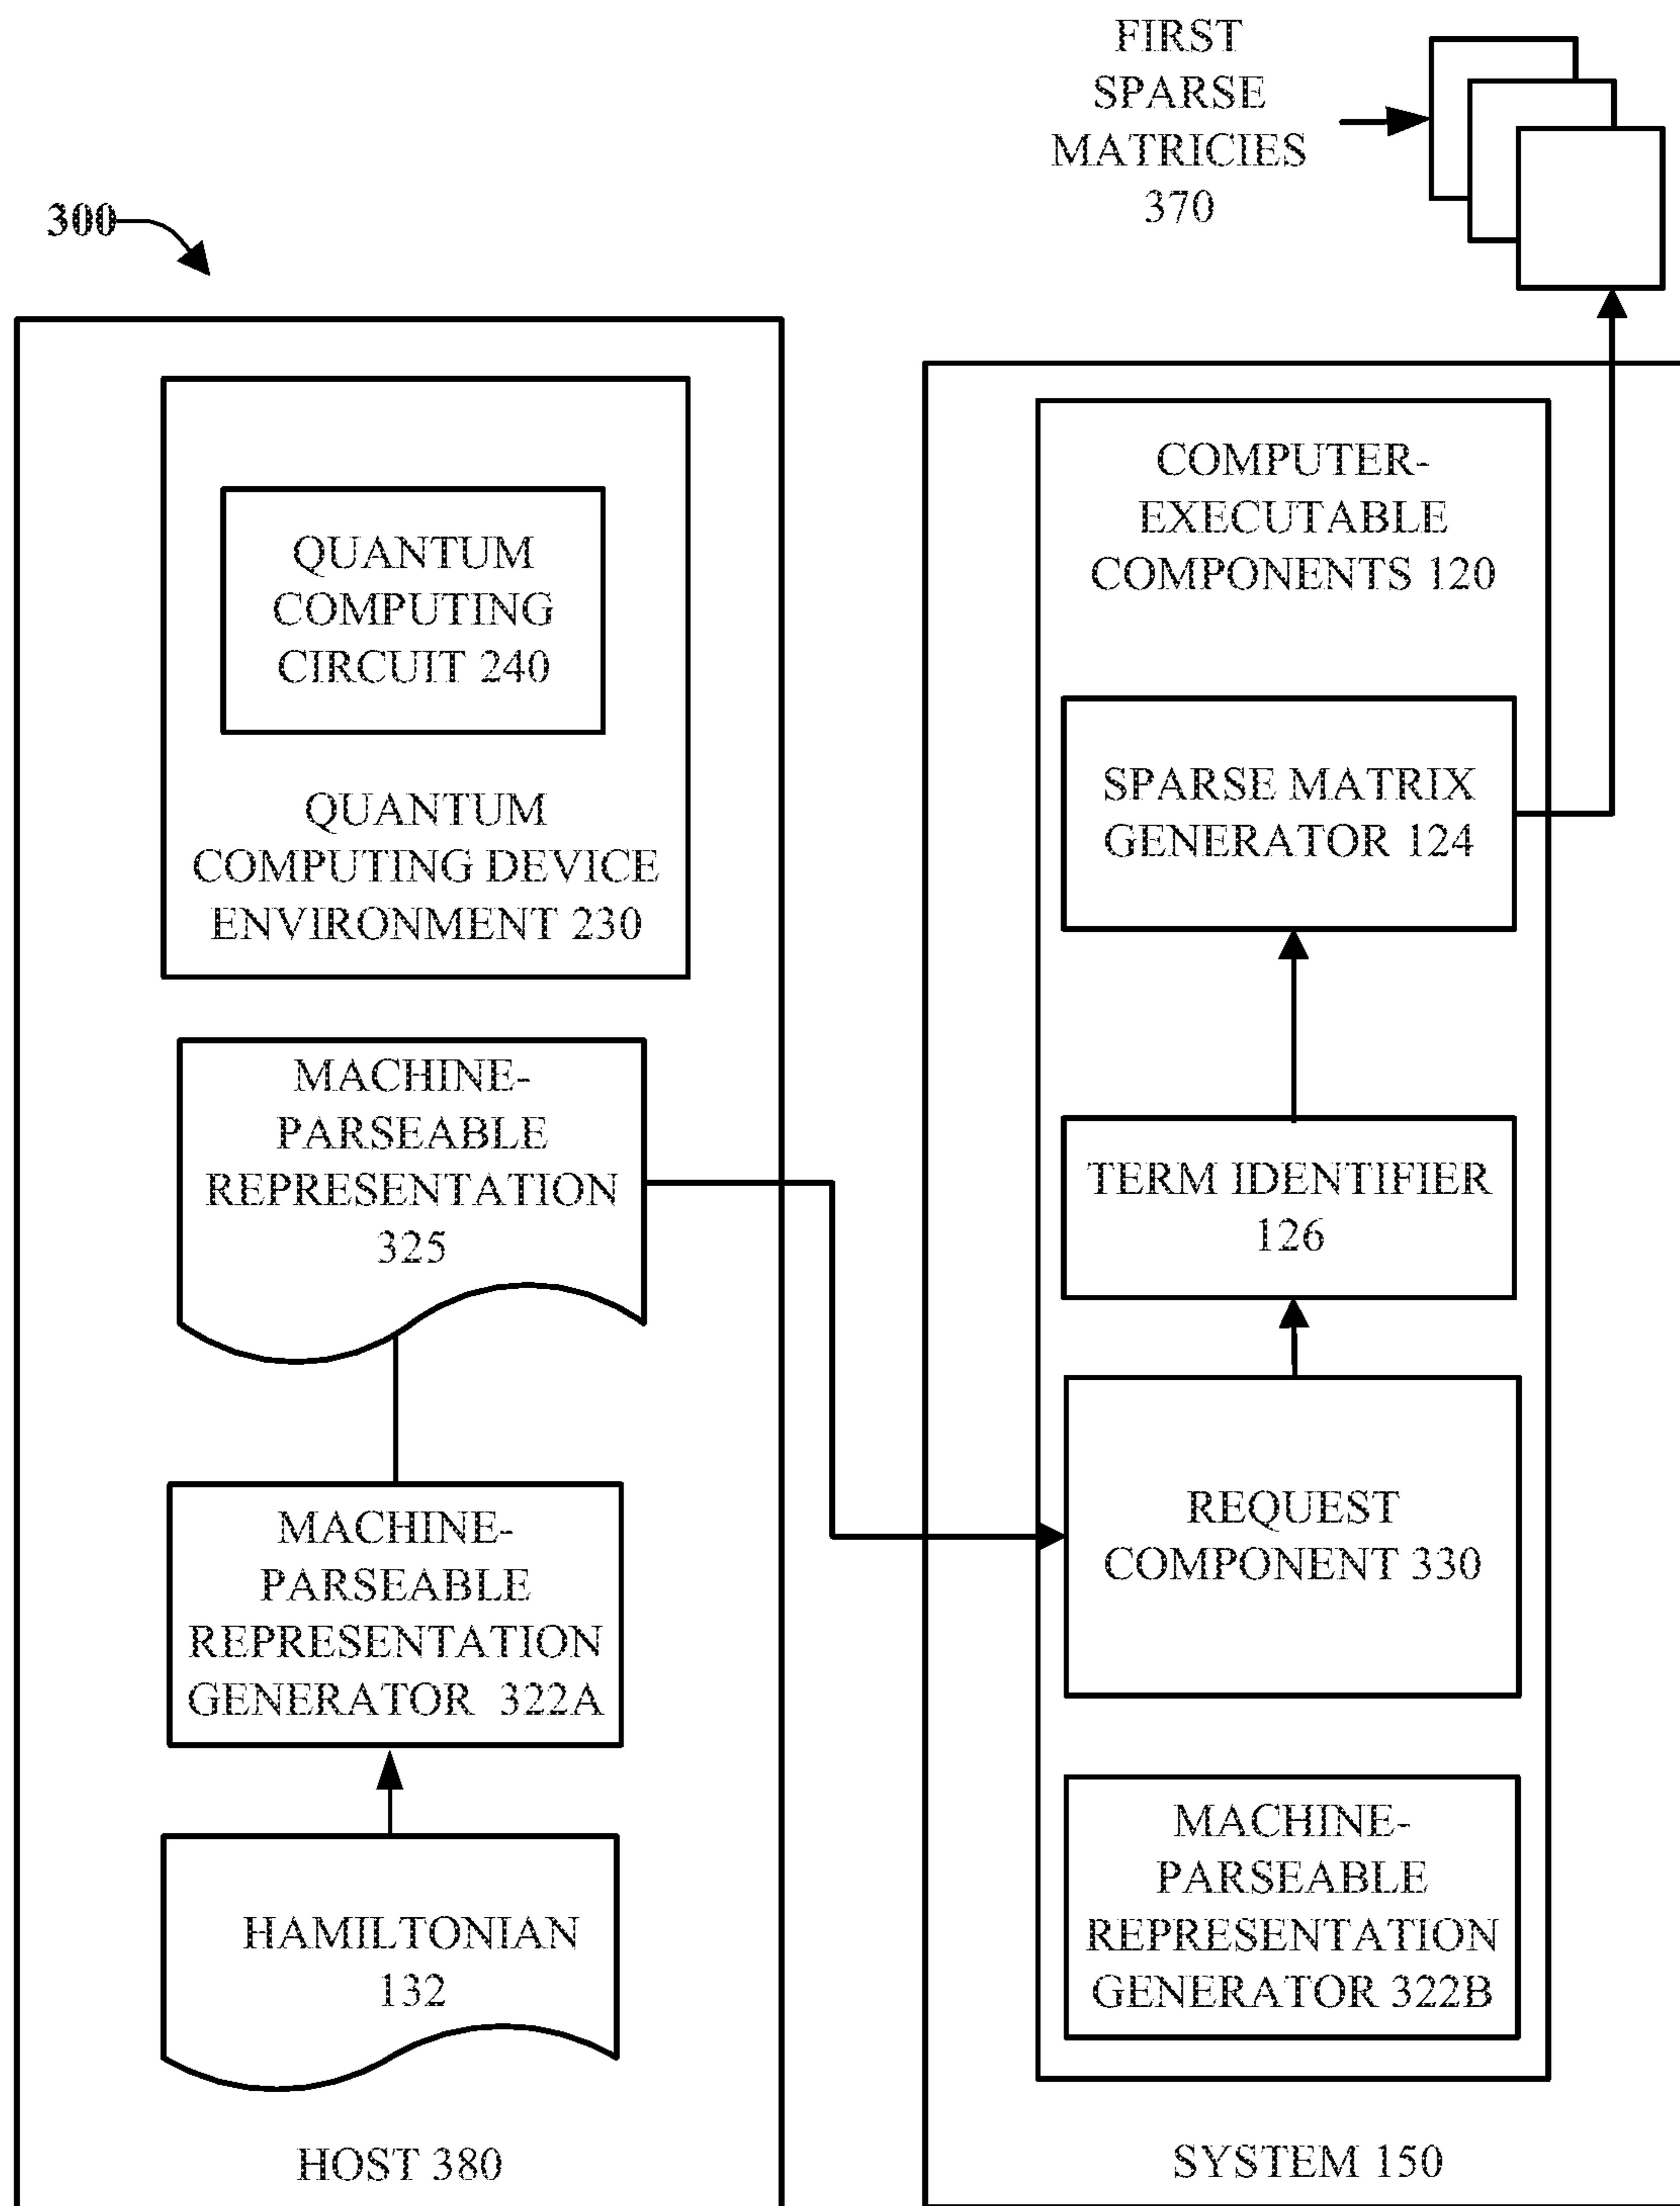 FIRST
SPARSE
MATRICIES
370
300
QUANTUM
COMPUTING
CIRCUIT 240
QUANTUM
COMPUTING DEVICE
ENVIRONMENT 230
MACHINE-
PARSEABLE
REPRESENTATION
325
MACHINE-
PARSEABLE
REPRESENTATION
GENERATOR 322A
HAMILTONIAN
132
HOST 380
COMPUTER-
EXECUTABLE
COMPONENTS 120
SPARSE MATRIX
GENERATOR 124
TERM IDENTIFIER
126
REQUEST
COMPONENT 330
MACHINE-
PARSEABLE
REPRESENTATION
GENERATOR 322B
SYSTEM 150